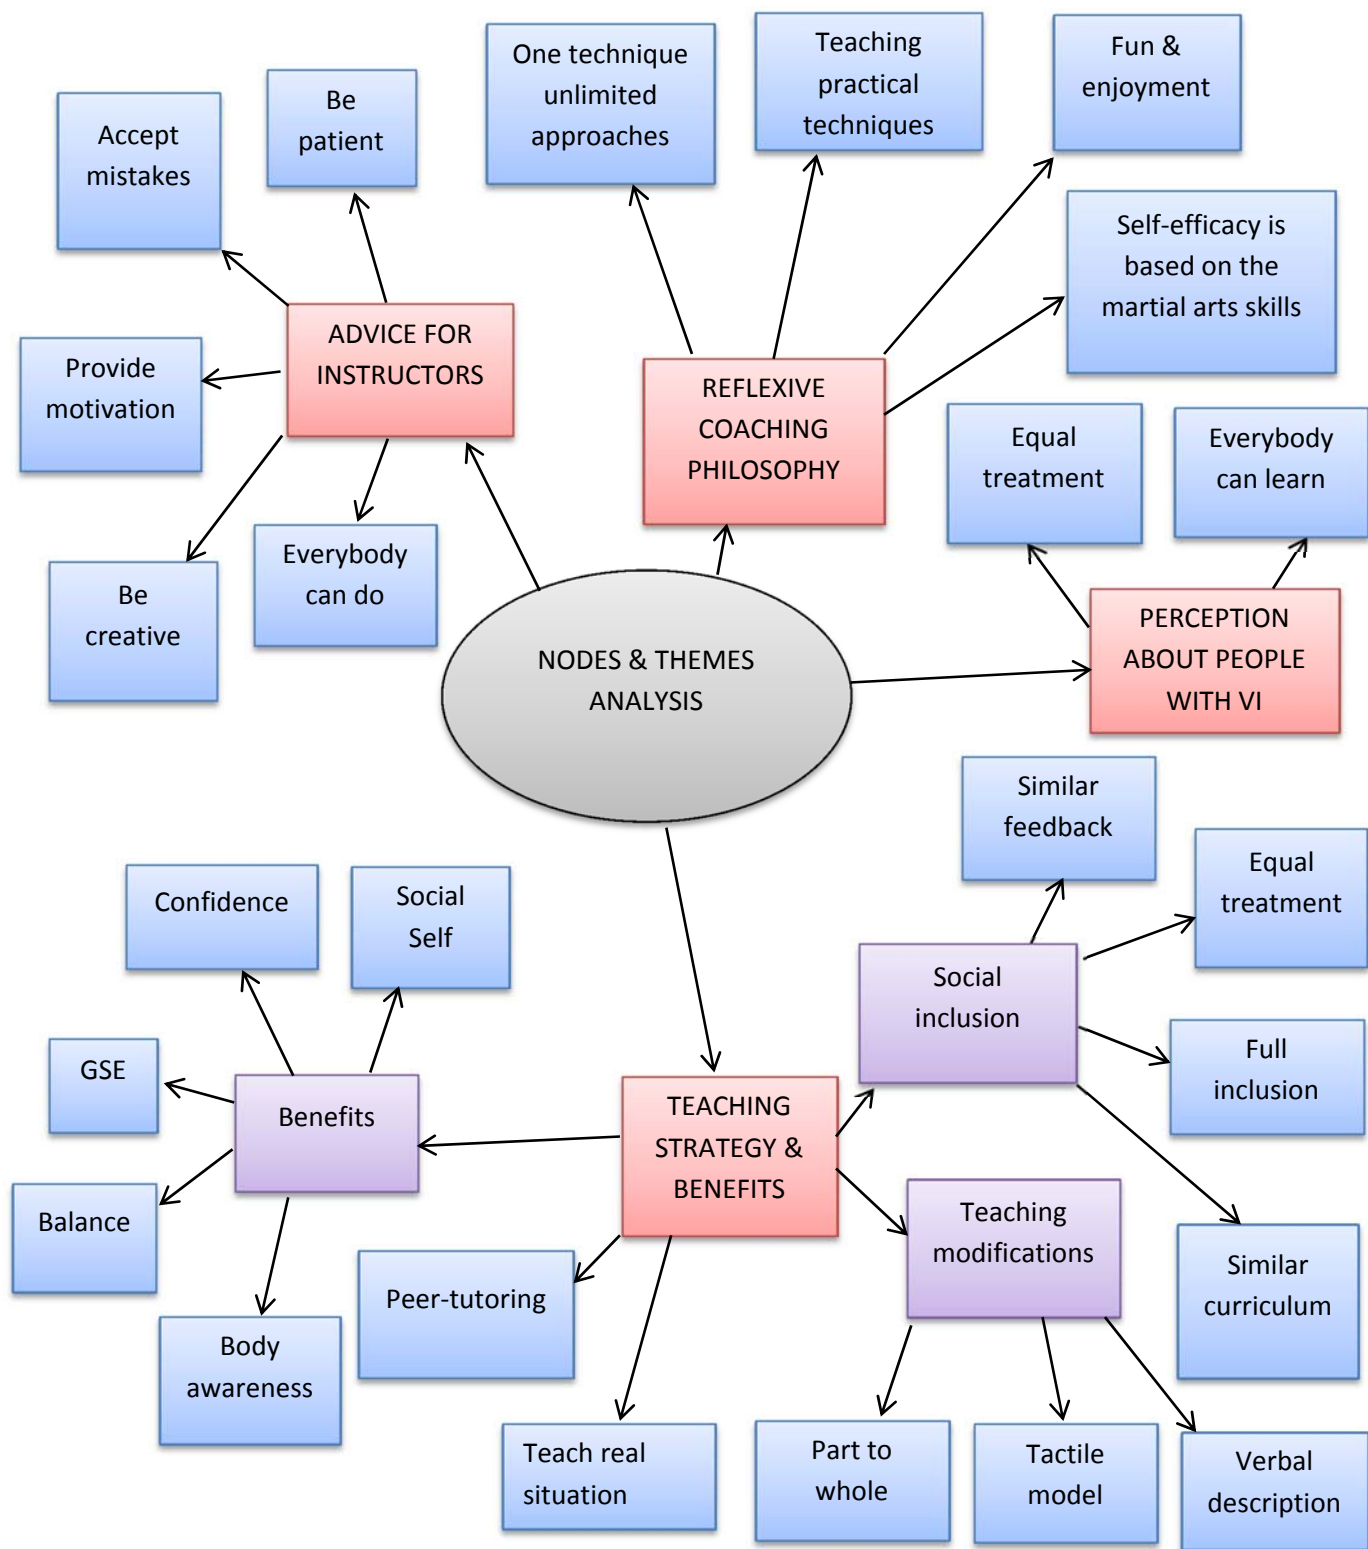 One technique
unlimited
approaches
Teaching
practical
techniques
Fun &
enjoyment
Be
patient
Accept
mistakes
Self-efficacy is
based on the
martial arts skills
ADVICE FOR
INSTRUCTORS
Provide
motivation
REFLEXIVE
COACHING
PHILOSOPHY
Equal
treatment
Everybody
can learn
Everybody
can do
Be
creative
PERCEPTION
ABOUT PEOPLE
WITH VI
NODES & THEMES
ANALYSIS
Similar
feedback
Equal
treatment
Confidence
Social
Self
Social
inclusion
Full
inclusion
GSE
Benefits
TEACHING
STRATEGY &
BENEFITS
Teaching
modifications
Balance
Similar
curriculum
Peer-tutoring
Body
awareness
Teach real
situation
Part to
whole
Tactile
model
Verbal
description